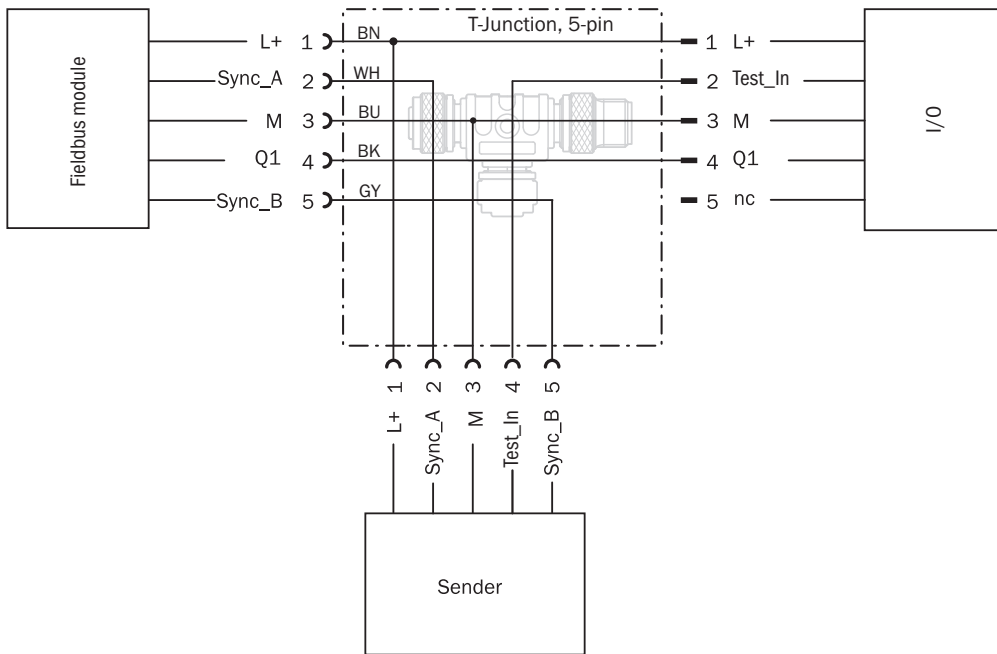 T-Junction, 5-pin
Fieldbus module
L+ 1 BN
Sync_A 2 WH
M 3 BU
Q1 4 BK
Sync_B 5 GY
1 L+
2 Test_In
3 M
4 Q1
5 nc
I/O
1 L+
2 Sync_A
3 M
4 Test_In
5 Sync_B
Sender